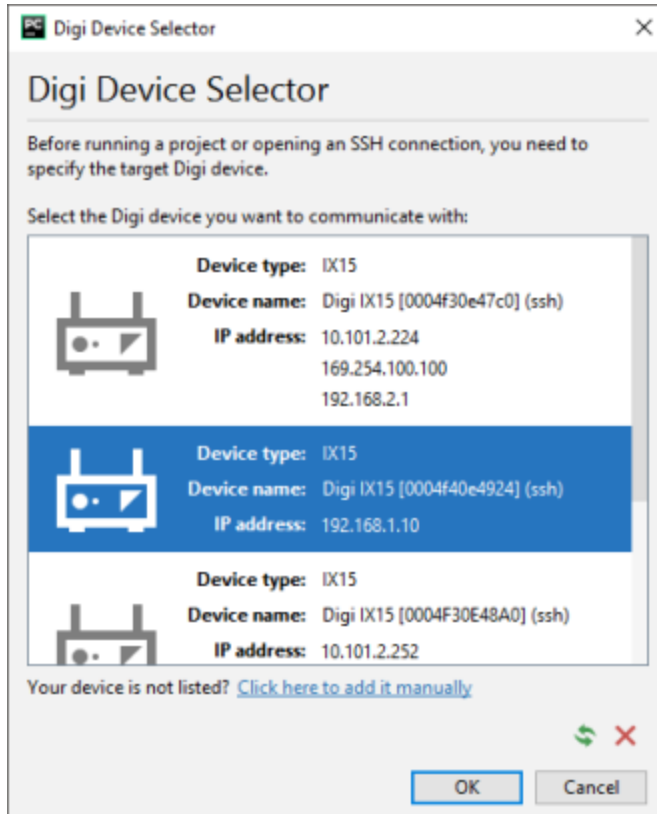 Digi Device Selector
Digi Device Selector
Before running a project or opening an SSH connection, you need to
specify the target Digi device.
Select the Digi device you want to communicate with:
Device type: IX15
Device name: Digi IX15 [0004f30e47c0] (ssh)
IP address: 10.101.2.224
169.254.100.100
192.168.2.1
Device type: IX15
Device name: Digi IX15 [0004f40e4924] (ssh)
IP address: 192.168.1.10
Device type: IX15
Device name: Digi IX15 [0004F30E48A0] (ssh)
IP address: 10.101.2.252
Your device is not listed? Click here to add it manually
OK Cancel